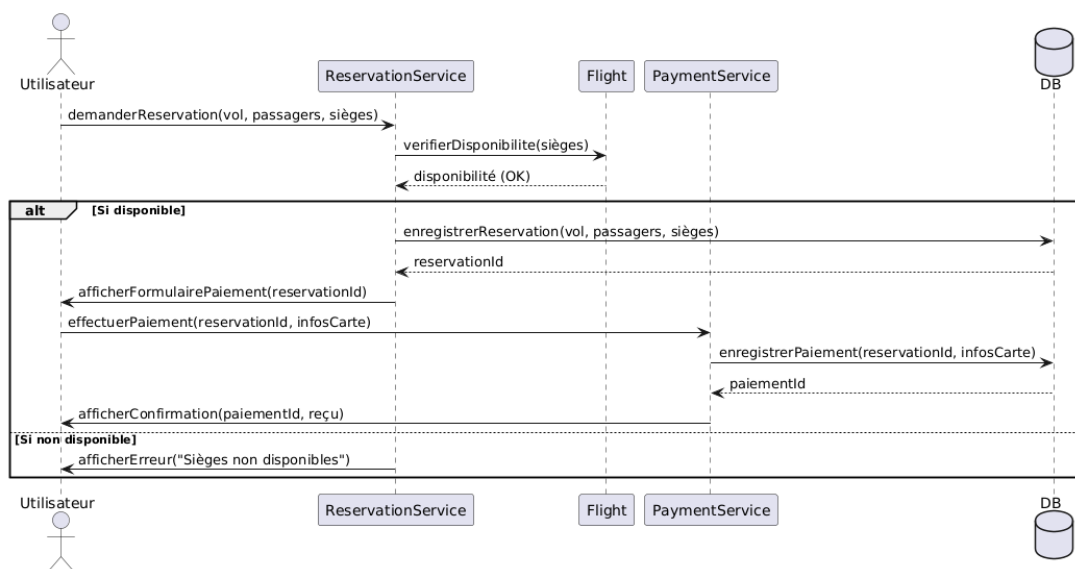 Utilisateur
ReservationService
Flight
PaymentService
DB
demanderReservation(vol, passagers, sièges)
verifierDisponibilite(sièges)
disponibilité (OK)
alt
[Si disponible]
enregistrerReservation(vol, passagers, sièges)
reservationId
afficherFormulairePaiement(reservationId)
effectuerPaiement(reservationId, infosCarte)
enregistrerPaiement(reservationId, infosCarte)
paiementId
afficherConfirmation(paiementId, reçu)
[Si non disponible]
afficherErreur("Sièges non disponibles")
Utilisateur
ReservationService
Flight
PaymentService
DB